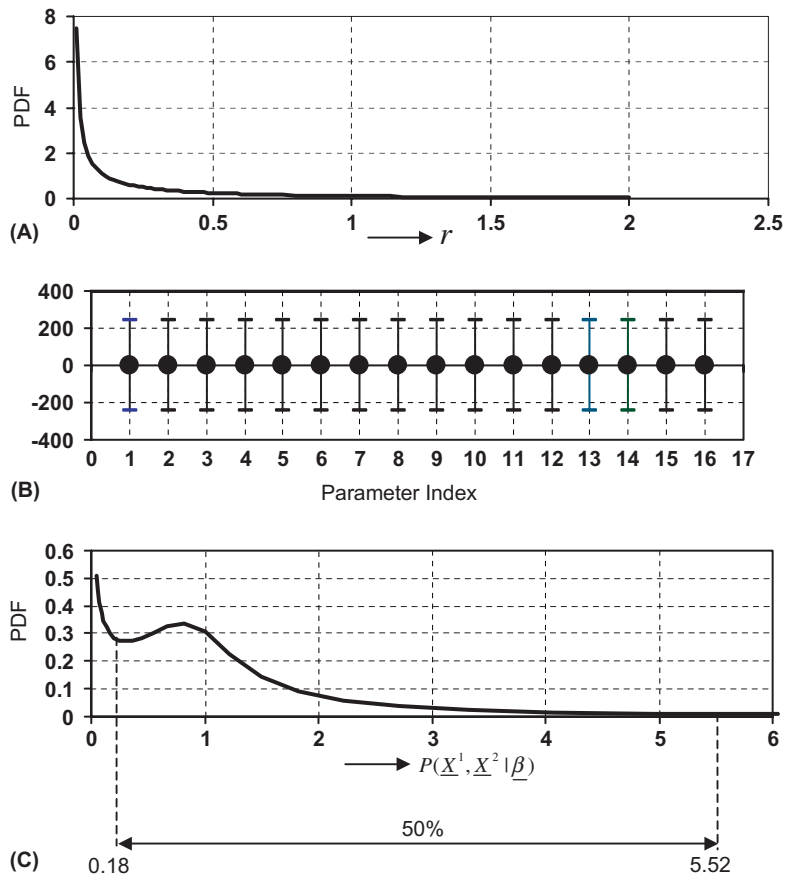 8
6
4
2
0
PDF
0 0.5 1 1.5 2 2.5
(A)
r
400
200
0
-200
-400
0 1 2 3 4 5 6 7 8 9 10 11 12 13 14 15 16 17
(B)
Parameter Index
0.6
0.5
0.4
0.3
0.2
0.1
0
PDF
0 1 2 3 4 5 6
P(X¹, X² | β)
50%
(C)
0.18 5.52